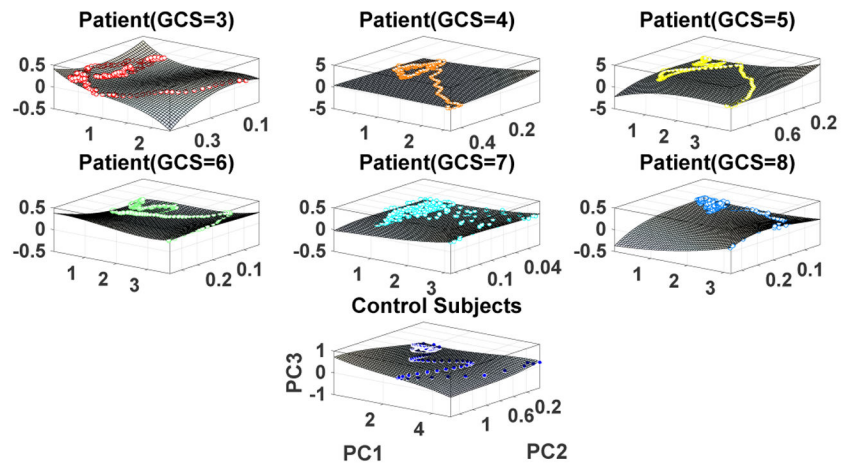 Patient(GCS=3) Patient(GCS=4) Patient(GCS=5)
0.5 5 5
0 0 0
-0.5 -5 -5
1 2 0.3 0.1 1 2 0.4 0.2 1 2 3 0.6 0.2
Patient(GCS=6) Patient(GCS=7) Patient(GCS=8)
0.5 0.5 0.5
0 0 0
-0.5 -0.5 -0.5
1 2 3 0.2 0.1 1 2 3 0.1 0.04 1 2 3 0.2 0.1
Control Subjects
PC3
1
0
-1
2 4 1 0.6 0.2
PC1 PC2